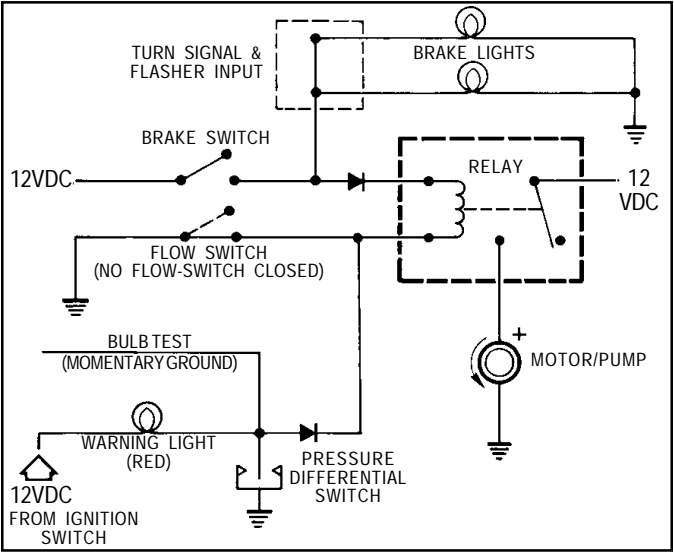 TURN SIGNAL &
FLASHER INPUT
BRAKE LIGHTS
BRAKE SWITCH
12VDC
RELAY
12
VDC
FLOW SWITCH
(NO FLOW-SWITCH CLOSED)
BULB TEST
(MOMENTARY GROUND)
+
MOTOR/PUMP
WARNING LIGHT
(RED)
PRESSURE
DIFFERENTIAL
SWITCH
12VDC
FROM IGNITION
SWITCH